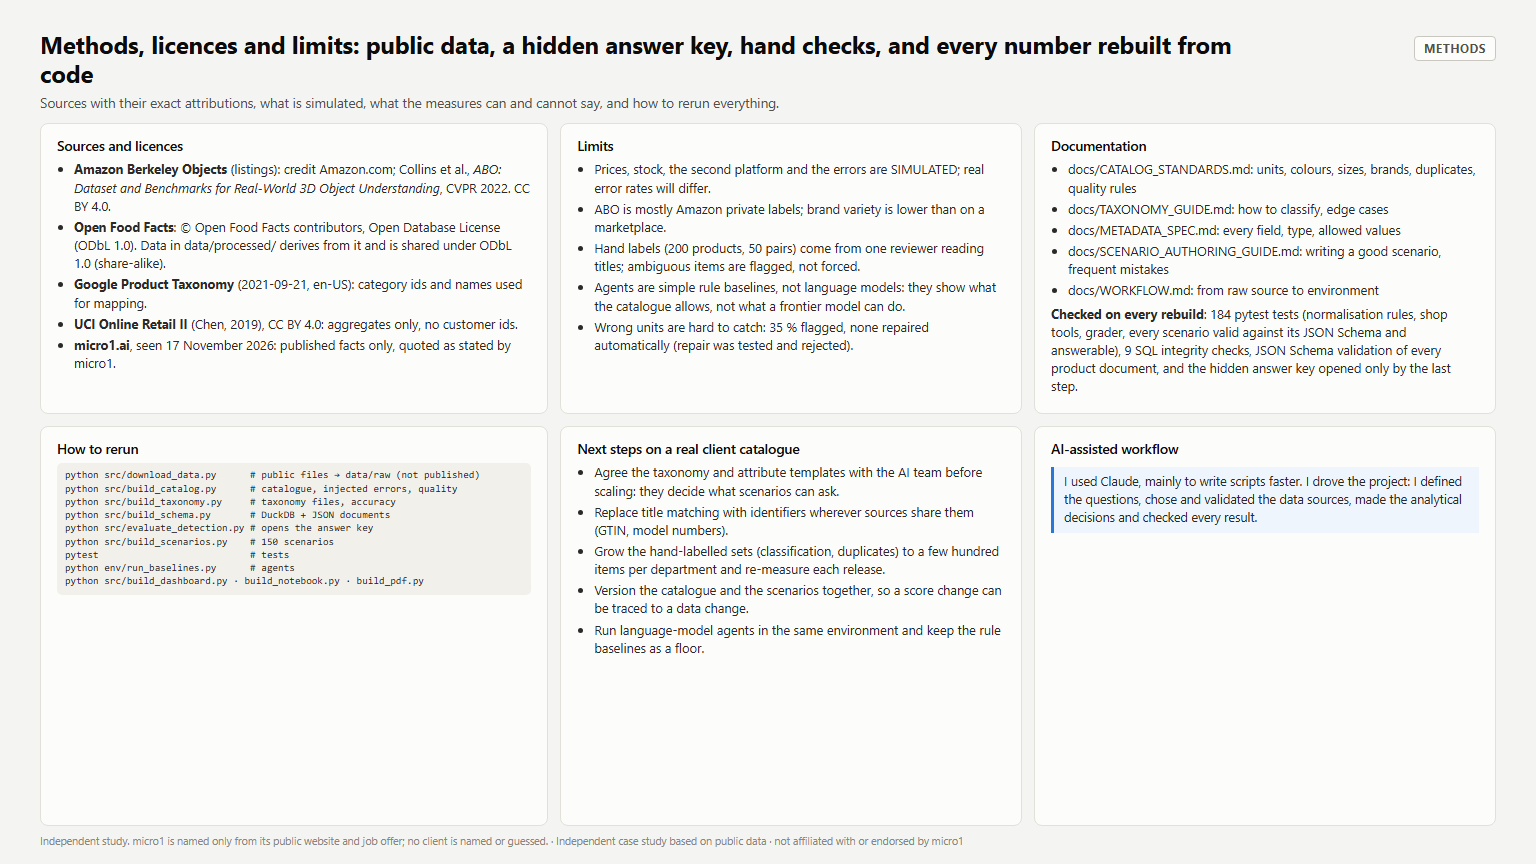 Methods, licences and limits: public data, a hidden answer key, hand checks, and every number rebuilt from
code
METHODS
Sources with their exact attributions, what is simulated, what the measures can and cannot say, and how to rerun everything.
Sources and licences
• Amazon Berkeley Objects (listings): credit Amazon.com; Collins et al., ABO:
Dataset and Benchmarks for Real-World 3D Object Understanding, CVPR 2022. CC
BY 4.0.
• Open Food Facts: © Open Food Facts contributors, Open Database License
(ODbL 1.0). Data in data/processed/ derives from it and is shared under ODbL
1.0 (share-alike).
• Google Product Taxonomy (2021-09-21, en-US): category ids and names used
for mapping.
• UCI Online Retail II (Chen, 2019), CC BY 4.0: aggregates only, no customer ids.
• micro1.ai, seen 17 November 2026: published facts only, quoted as stated by
micro1.
Limits
• Prices, stock, the second platform and the errors are SIMULATED; real
error rates will differ.
• ABO is mostly Amazon private labels; brand variety is lower than on a
marketplace.
• Hand labels (200 products, 50 pairs) come from one reviewer reading
titles; ambiguous items are flagged, not forced.
• Agents are simple rule baselines, not language models: they show what
the catalogue allows, not what a frontier model can do.
• Wrong units are hard to catch: 35 % flagged, none repaired
automatically (repair was tested and rejected).
Documentation
• docs/CATALOG_STANDARDS.md: units, colours, sizes, brands, duplicates,
quality rules
• docs/TAXONOMY_GUIDE.md: how to classify, edge cases
• docs/METADATA_SPEC.md: every field, type, allowed values
• docs/SCENARIO_AUTHORING_GUIDE.md: writing a good scenario,
frequent mistakes
• docs/WORKFLOW.md: from raw source to environment
Checked on every rebuild: 184 pytest tests (normalisation rules, shop
tools, grader, every scenario valid against its JSON Schema and
answerable), 9 SQL integrity checks, JSON Schema validation of every
product document, and the hidden answer key opened only by the last
step.
How to rerun
python src/download_data.py # public files → data/raw (not published)
python src/build_catalog.py # catalogue, injected errors, quality
python src/build_taxonomy.py # taxonomy files, accuracy
python src/build_schema.py # DuckDB + JSON documents
python src/evaluate_detection.py # opens the answer key
python src/build_scenarios.py # 150 scenarios
pytest # tests
python env/run_baselines.py # agents
python src/build_dashboard.py · build_notebook.py · build_pdf.py
Next steps on a real client catalogue
• Agree the taxonomy and attribute templates with the AI team before
scaling: they decide what scenarios can ask.
• Replace title matching with identifiers wherever sources share them
(GTIN, model numbers).
• Grow the hand-labelled sets (classification, duplicates) to a few hundred
items per department and re-measure each release.
• Version the catalogue and the scenarios together, so a score change can
be traced to a data change.
• Run language-model agents in the same environment and keep the rule
baselines as a floor.
AI-assisted workflow
I used Claude, mainly to write scripts faster. I drove the project: I defined
the questions, chose and validated the data sources, made the analytical
decisions and checked every result.
Independent study. micro1 is named only from its public website and job offer; no client is named or guessed. · Independent case study based on public data · not affiliated with or endorsed by micro1